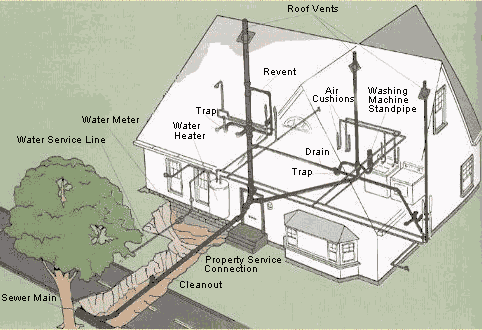 Roof Vents
Revent
Air
Cushions
Washing
Machine
Standpipe
Trap
Water Meter
Water
Heater
Water Service Line
Drain
Trap
Property Service
Connection
Cleanout
Sewer Main